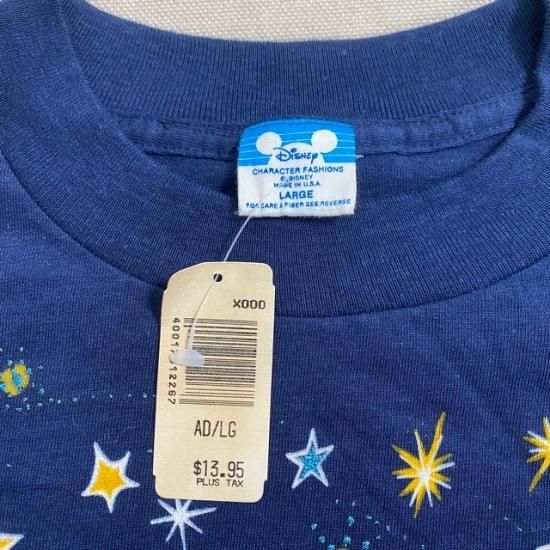 Disney
CHARACTER FASHIONS
© DISNEY
MADE IN U.S.A.
LARGE
FOR CARE & FIBER SEE REVERSE
X000
AD/LG
$13.95
PLUS TAX